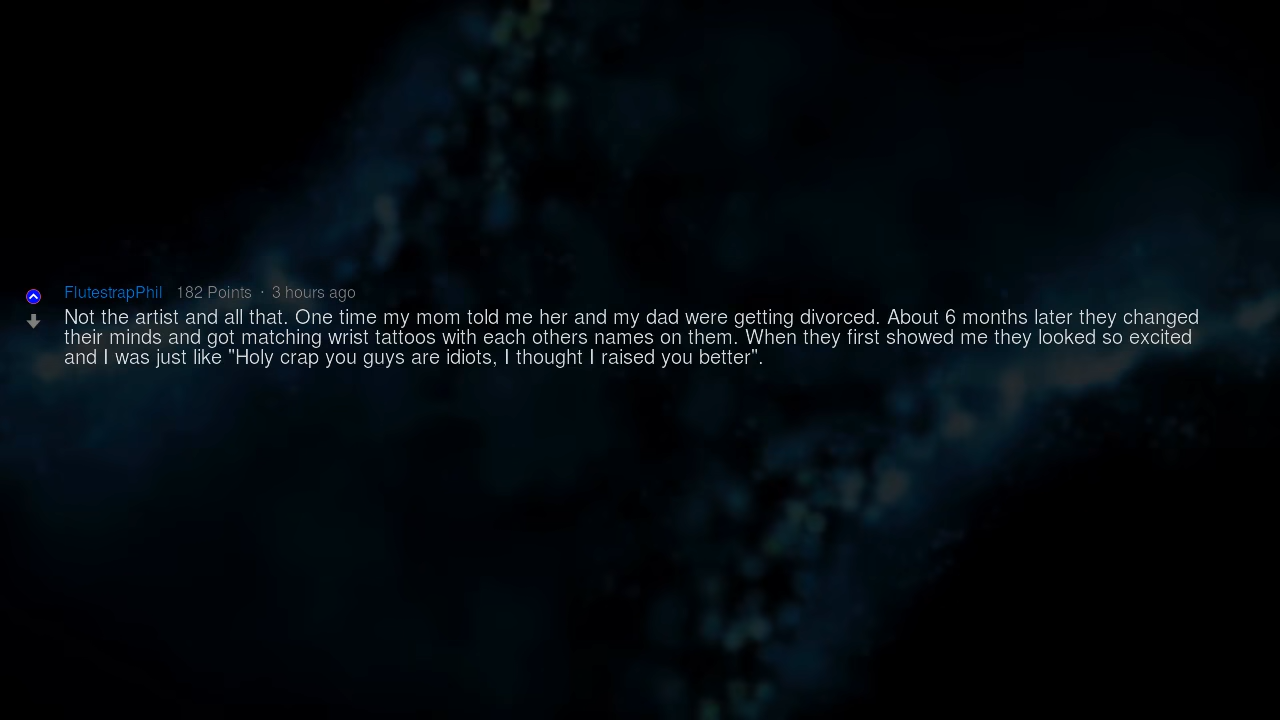 FlutestrapPhil 182 Points · 3 hours ago
Not the artist and all that. One time my mom told me her and my dad were getting divorced. About 6 months later they changed
their minds and got matching wrist tattoos with each others names on them. When they first showed me they looked so excited
and I was just like "Holy crap you guys are idiots, I thought I raised you better".